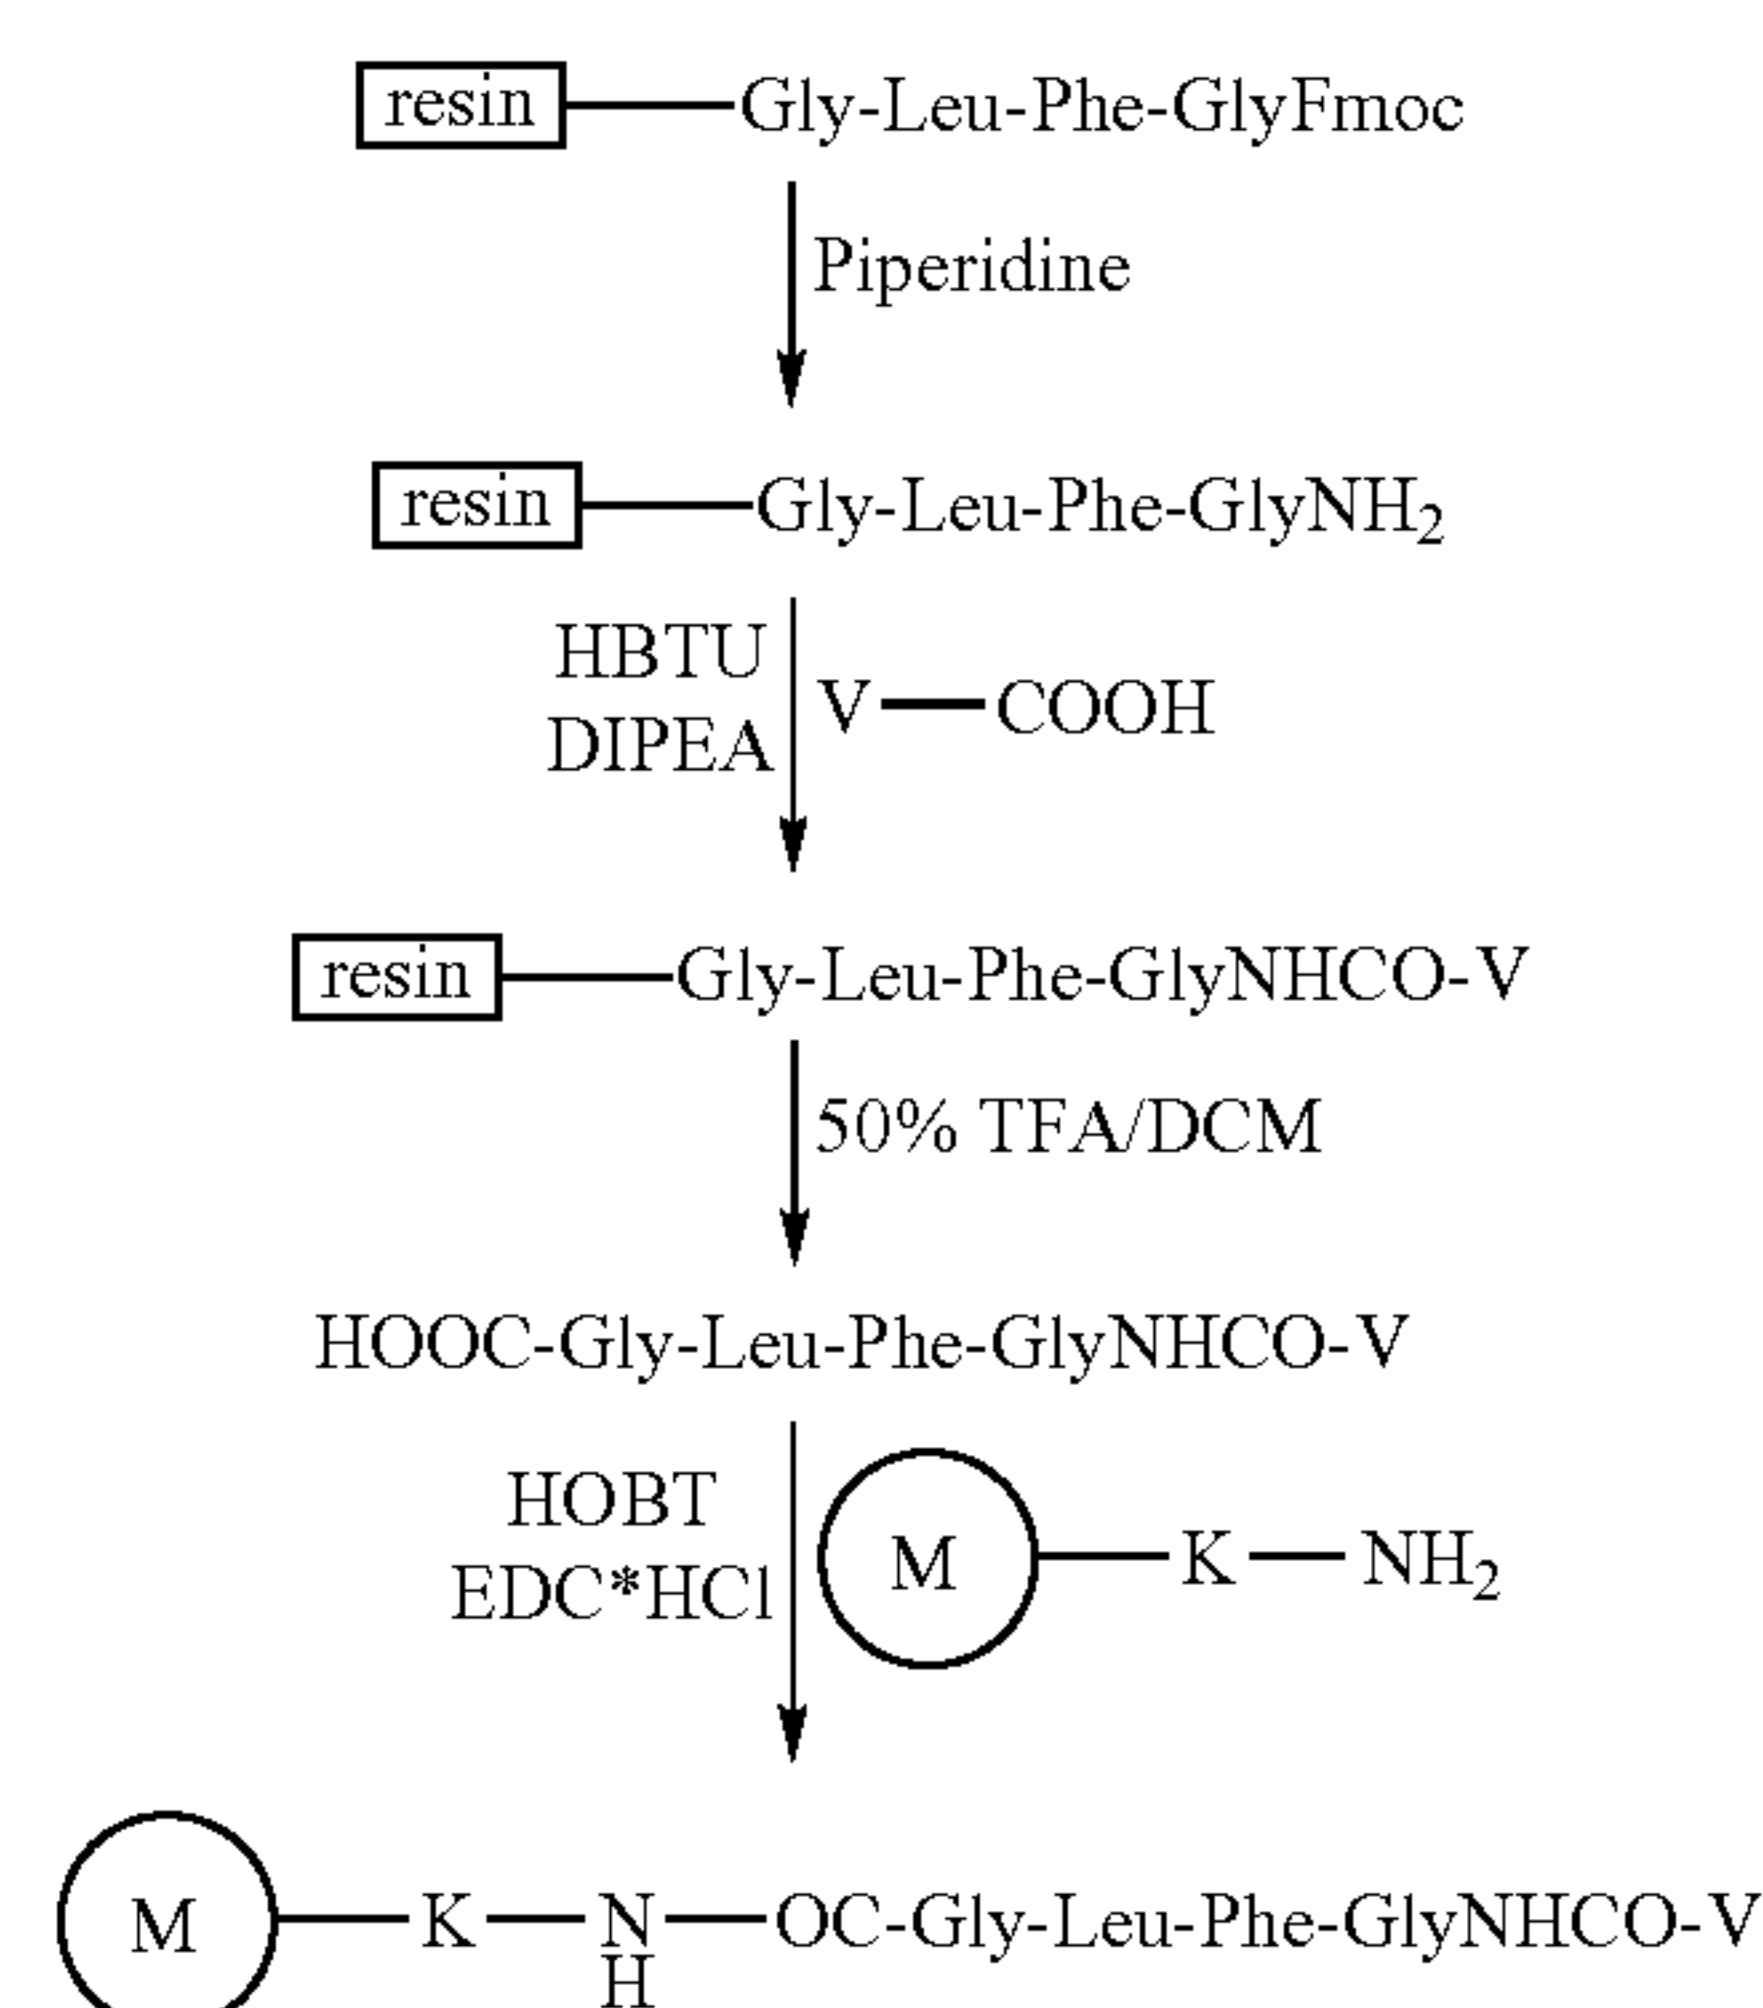 resin Gly-Leu-Phe-GlyFmoc
Piperidine
resin Gly-Leu-Phe-GlyNH2
HBTU
DIPEA
V COOH
resin Gly-Leu-Phe-GlyNHCO-V
50% TFA/DCM
HOOC-Gly-Leu-Phe-GlyNHCO-V
HOBT
EDC*HCl
M K NH2
M K N OC-Gly-Leu-Phe-GlyNHCO-V
H